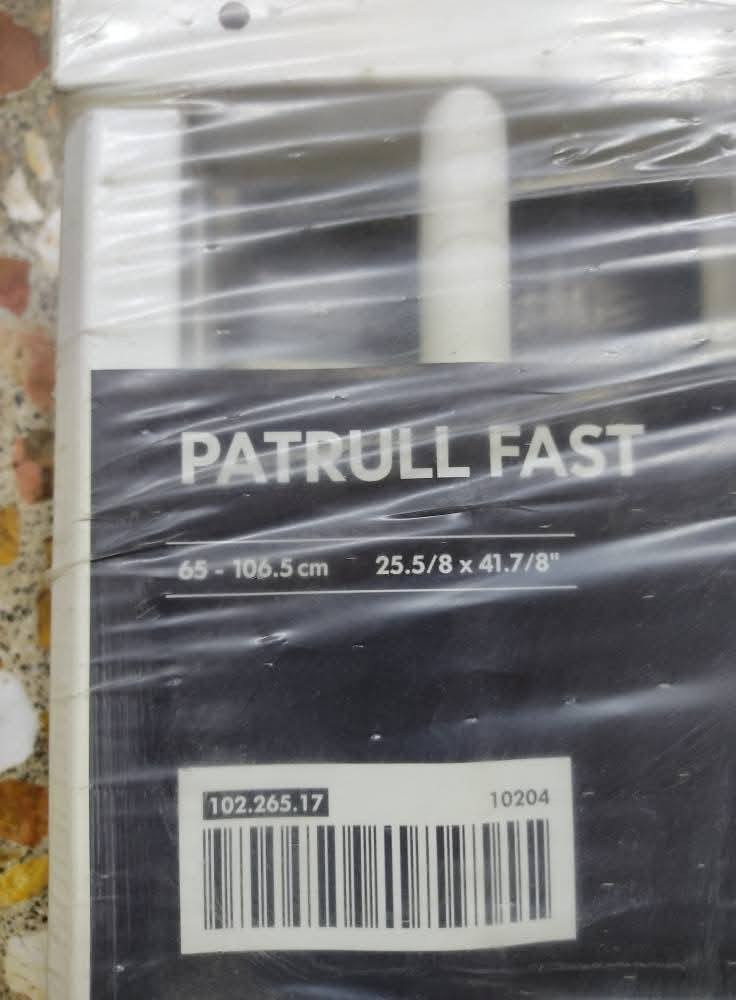 PATRULL FAST
65 - 106.5 cm 25.5/8 x 41.7/8"
102.265.17 10204